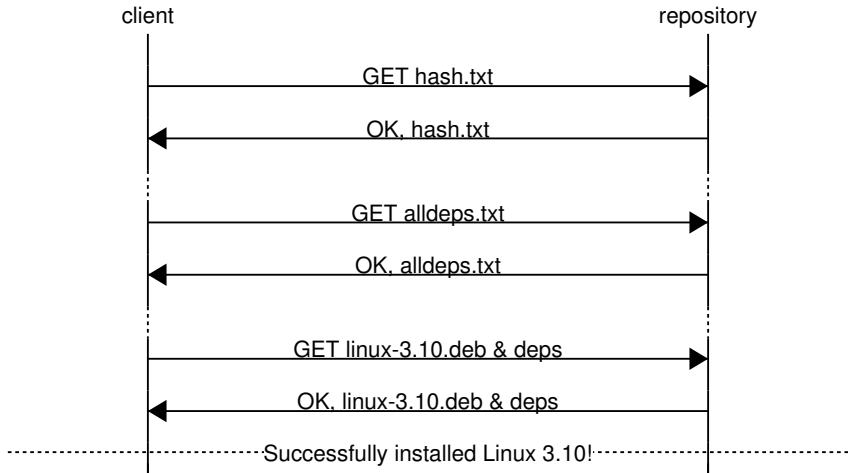 client
repository
GET hash.txt
OK, hash.txt
GET alldeps.txt
OK, alldeps.txt
GET linux-3.10.deb & deps
OK, linux-3.10.deb & deps
Successfully installed Linux 3.10!